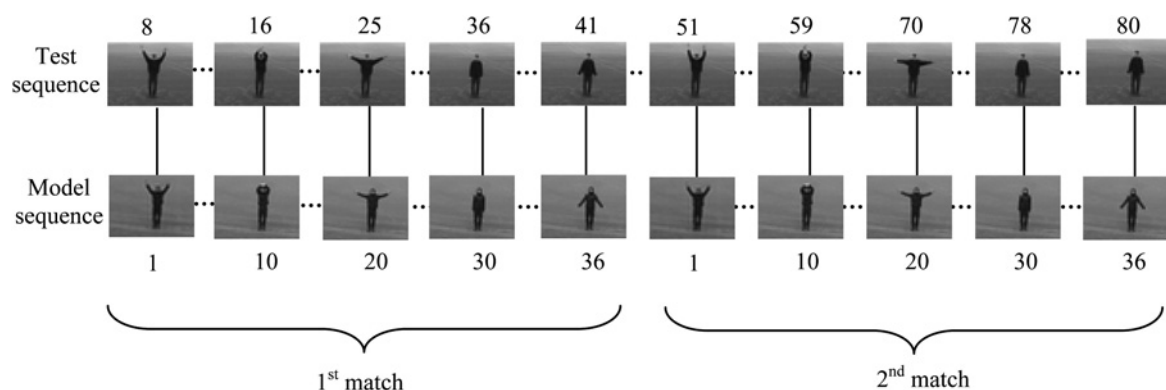 8 16 25 36 41 51 59 70 78 80
Test
sequence
Model
sequence
1 10 20 30 36 1 10 20 30 36
1st match 2nd match